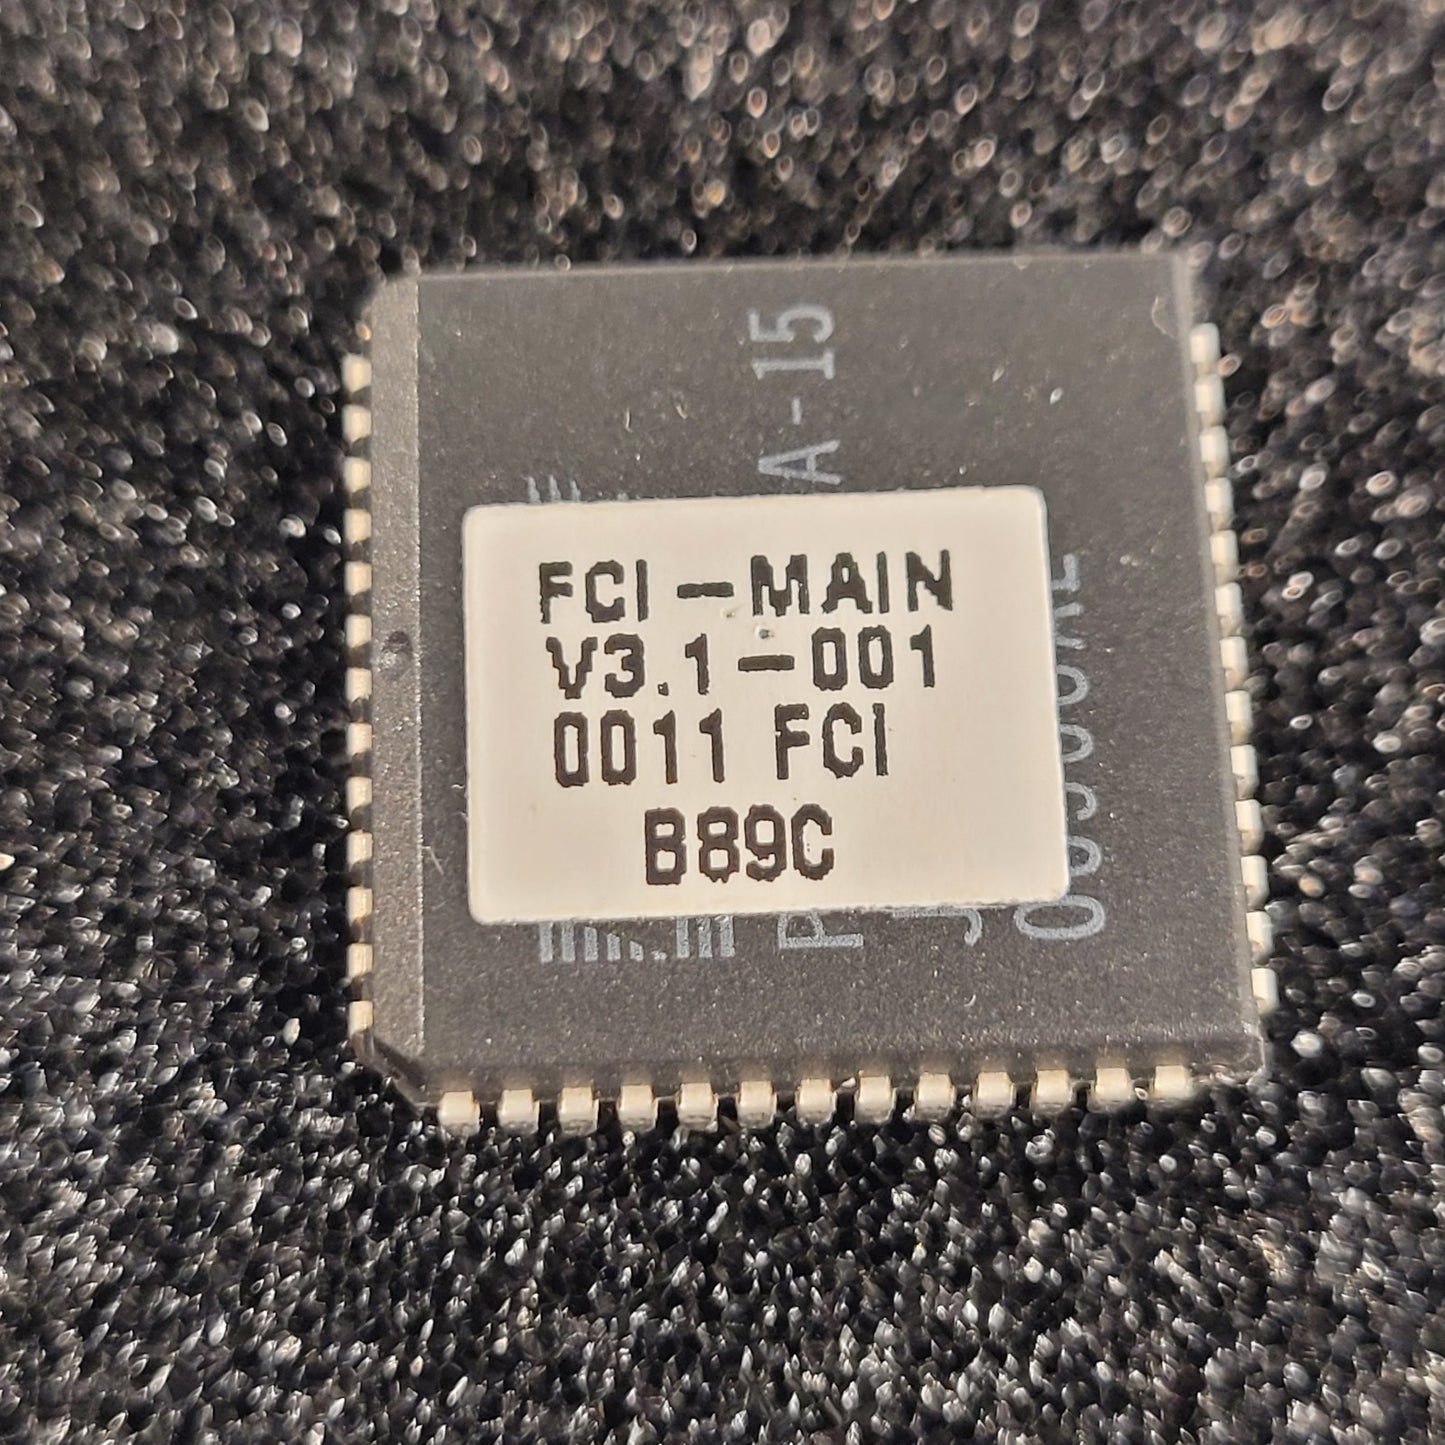 FCI-MAIN
V3.1-001
0011 FCI
B89C
A-15